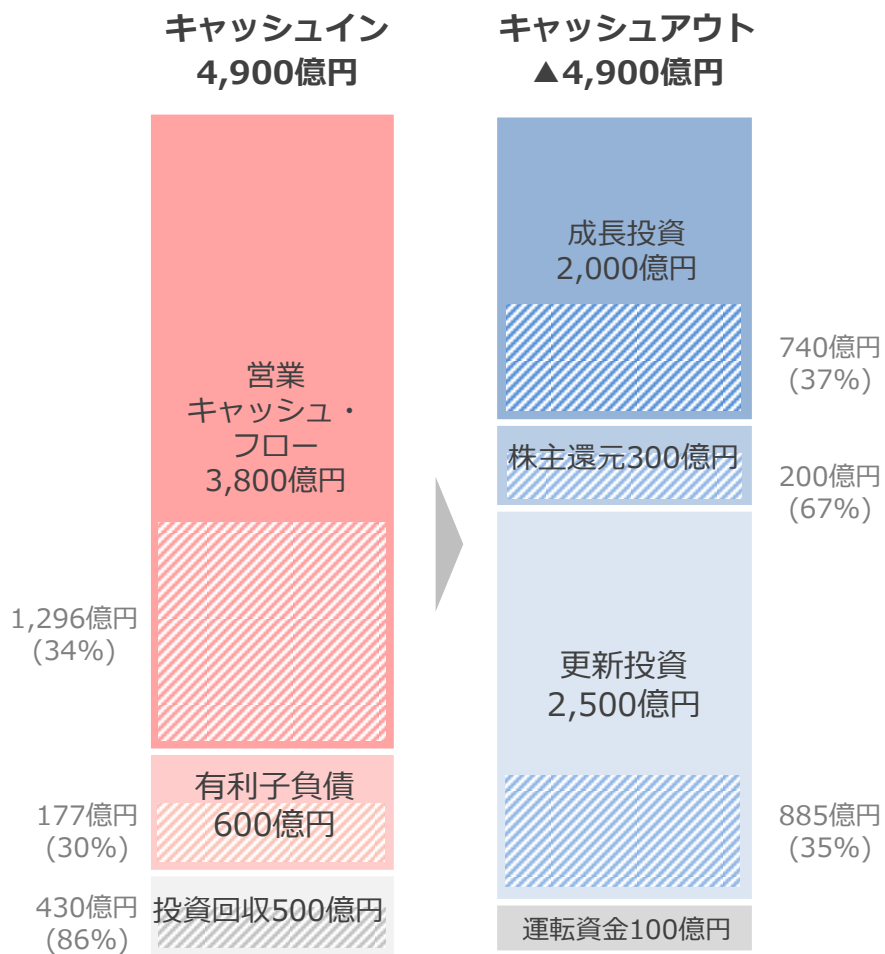 キャッシュイン
4,900億円
営業
キャッシュ・
フロー
3,800億円
1,296億円
(34%)
有利子負債
600億円
177億円
(30%)
投資回収500億円
430億円
(86%)
キャッシュアウト
▲4,900億円
成長投資
2,000億円
740億円
(37%)
株主還元300億円
200億円
(67%)
更新投資
2,500億円
885億円
(35%)
運転資金100億円